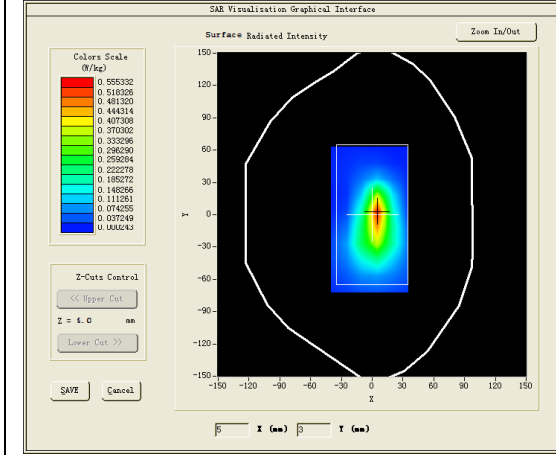 SAR Visualisation Graphical Interface
Surface Radiated Intensity
Zoom In/Out
Colors Scale
(W/kg)
0.555332
0.518326
0.481320
0.444314
0.407308
0.370302
0.333296
0.296290
0.259284
0.222278
0.185272
0.148266
0.111261
0.074255
0.037249
0.000243
Z-Cuts Control
<< Upper Cut
Z = 4.0 mm
Lower Cut >>
SAVE
Cancel
150
120
90
60
30
0
-30
-60
-90
-120
-150
Y
-150 -120 -90 -60 -30 0 30 60 90 120 150
X
5 X (mm) 3 Y (mm)